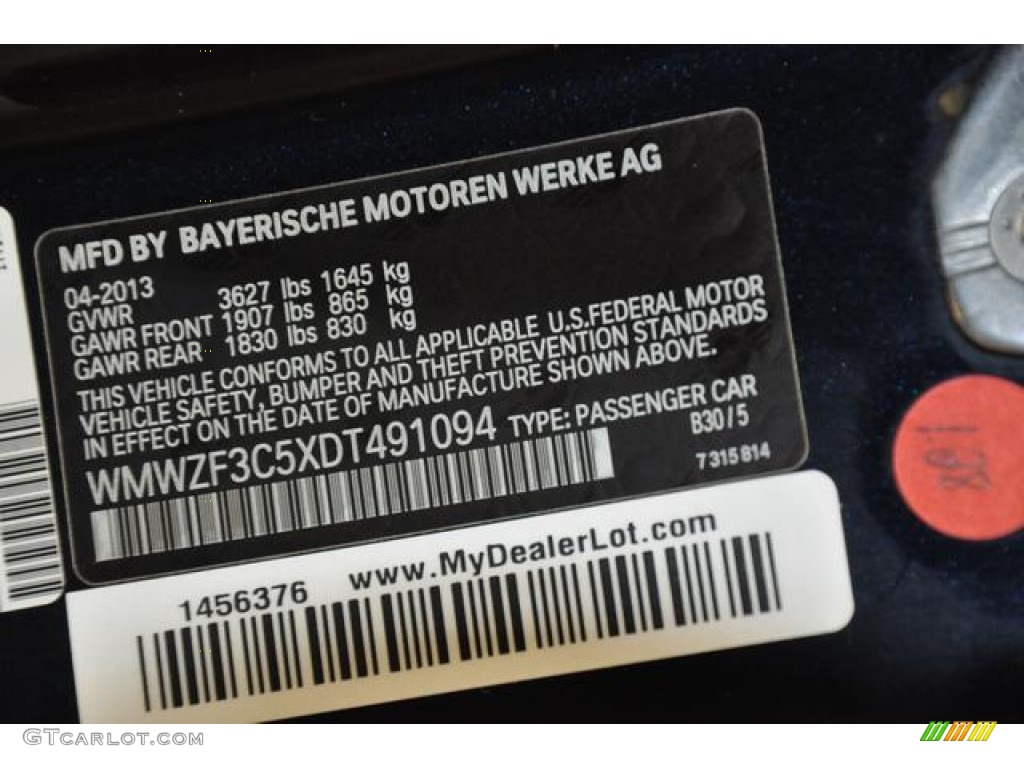 MFD BY BAYERISCHE MOTOREN WERKE AG
04-2013
GVWR 3627 lbs 1645 kg
GAWR FRONT 1907 lbs 865 kg
GAWR REAR 1830 lbs 830 kg
THIS VEHICLE CONFORMS TO ALL APPLICABLE U.S.FEDERAL MOTOR
VEHICLE SAFETY, BUMPER AND THEFT PREVENTION STANDARDS
IN EFFECT ON THE DATE OF MANUFACTURE SHOWN ABOVE.
WMWZF3C5XDT491094 TYPE: PASSENGER CAR
B30/5
7 315 814
1456376 www.MyDealerLot.com
GTCARLOT.COM